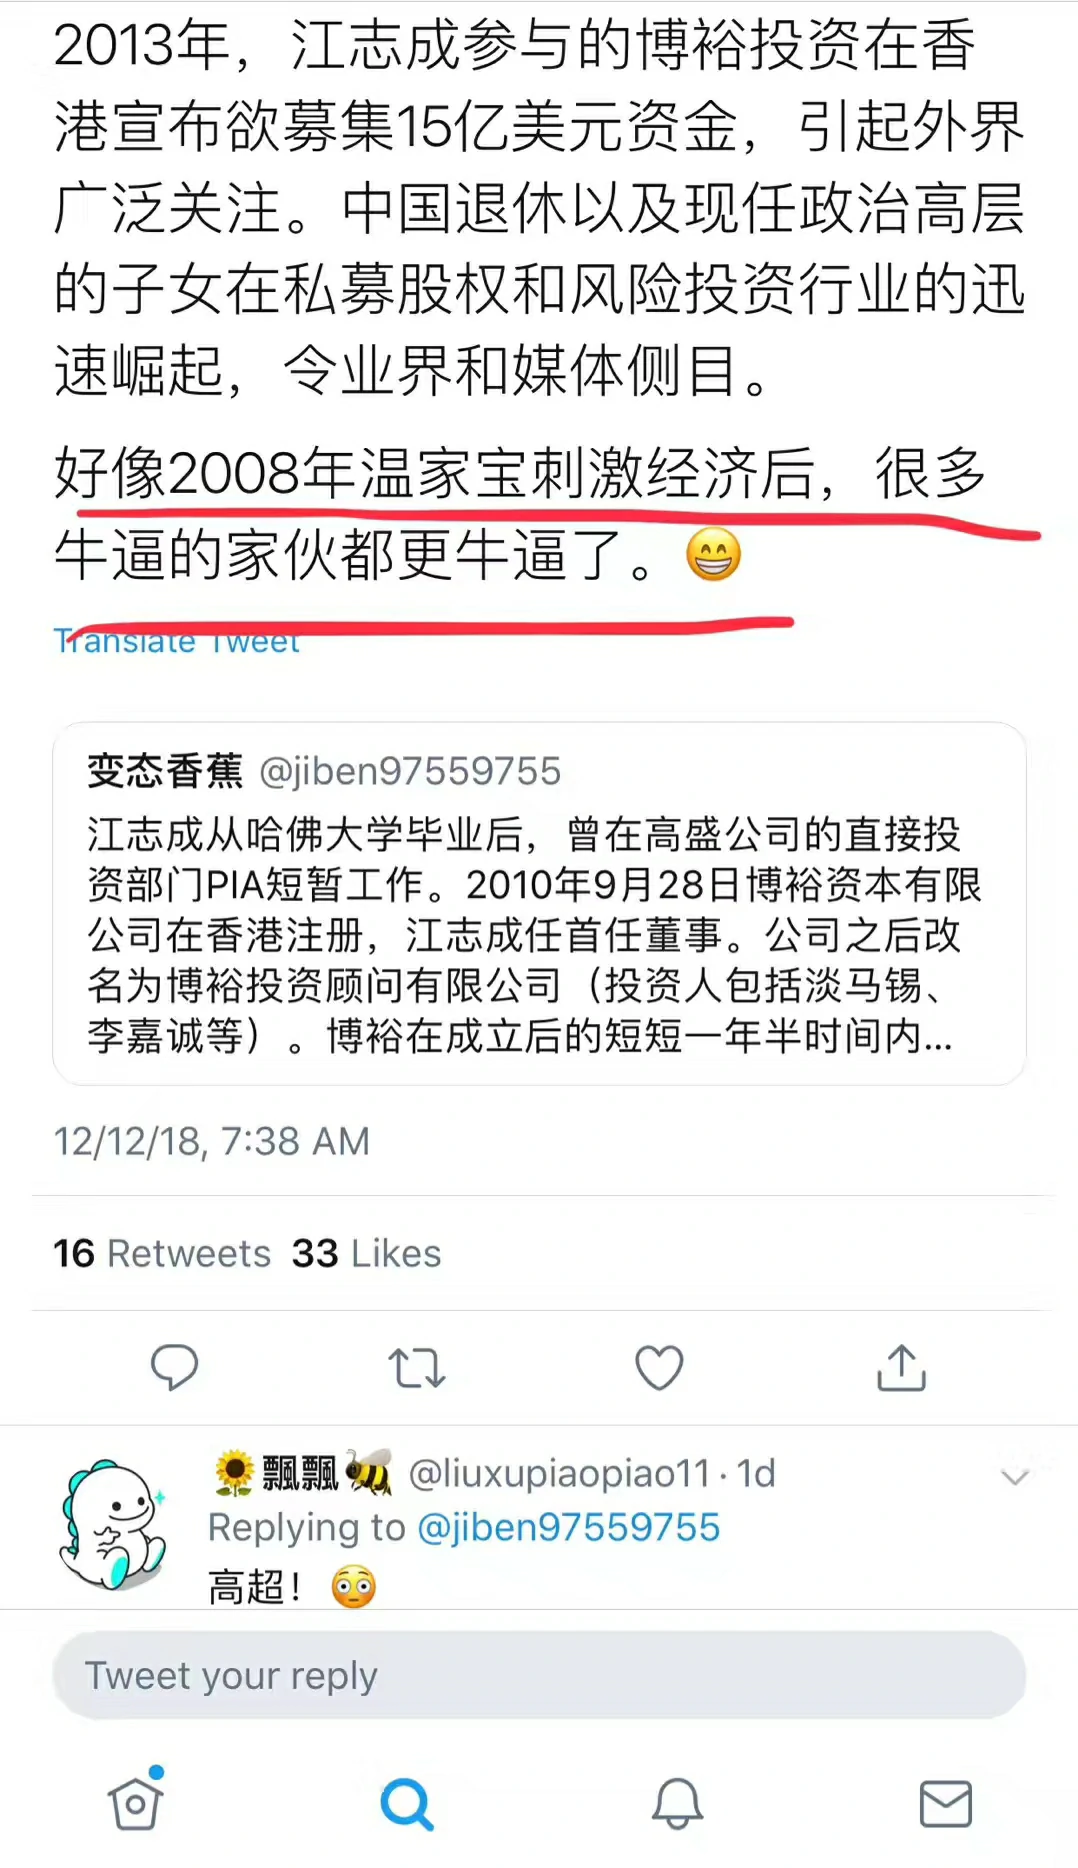 2013年，江志成参与的博裕投资在香
港宣布欲募集15亿美元资金，引起外界
广泛关注。中国退休以及现任政治高层
的子女在私募股权和风险投资行业的迅
速崛起，令业界和媒体侧目。
好像2008年温家宝刺激经济后，很多
牛逼的家伙都更牛逼了。😁
Translate Tweet
变态香蕉 @jiben97559755
江志成从哈佛大学毕业后，曾在高盛公司的直接投
资部门PIA短暂工作。2010年9月28日博裕资本有限
公司在香港注册，江志成任首任董事。公司之后改
名为博裕投资顾问有限公司（投资人包括淡马锡、
李嘉诚等）。博裕在成立后的短短一年半时间内...
12/12/18, 7:38 AM
16 Retweets 33 Likes
🌻飄飄🐝 @liuxupiaopiao11 · 1d
Replying to @jiben97559755
高超！😳
Tweet your reply